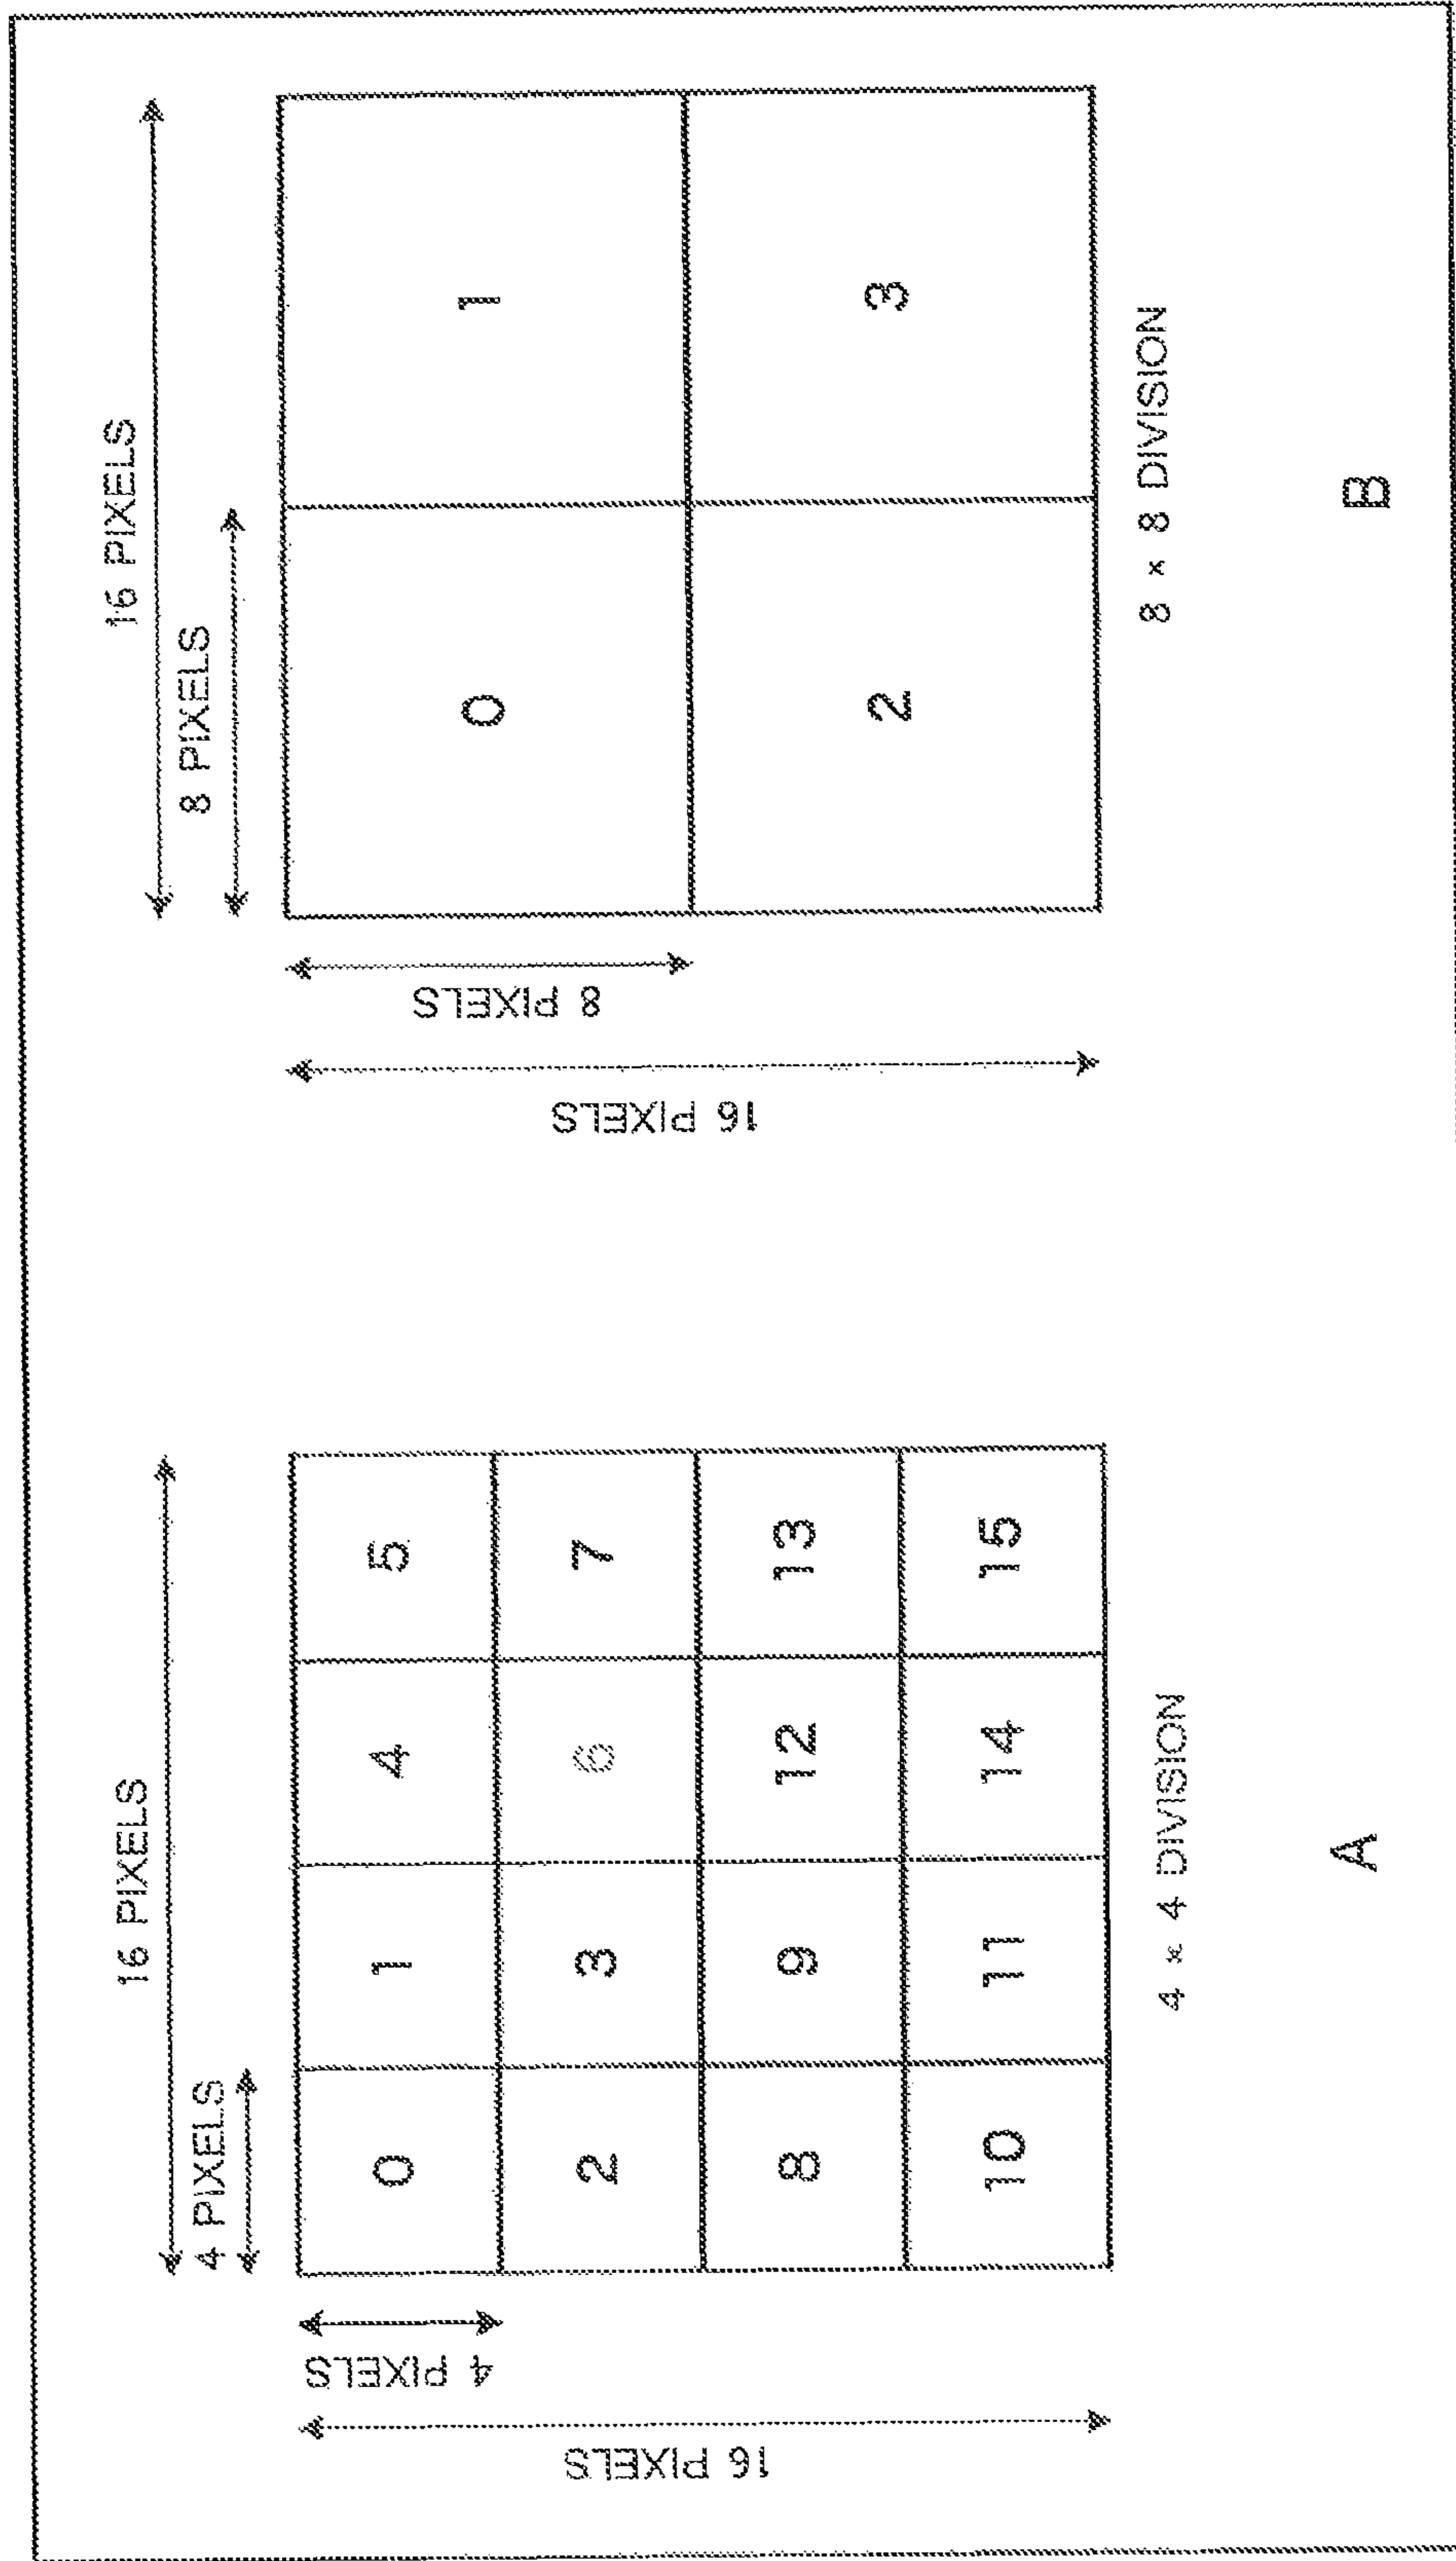 16 PIXELS
4 PIXELS
16 PIXELS
4 PIXELS
0 1 4 5
2 3 6 7
8 9 12 13
10 11 14 15
4 × 4 DIVISION
A
16 PIXELS
8 PIXELS
16 PIXELS
8 PIXELS
0 1
2 3
8 × 8 DIVISION
B